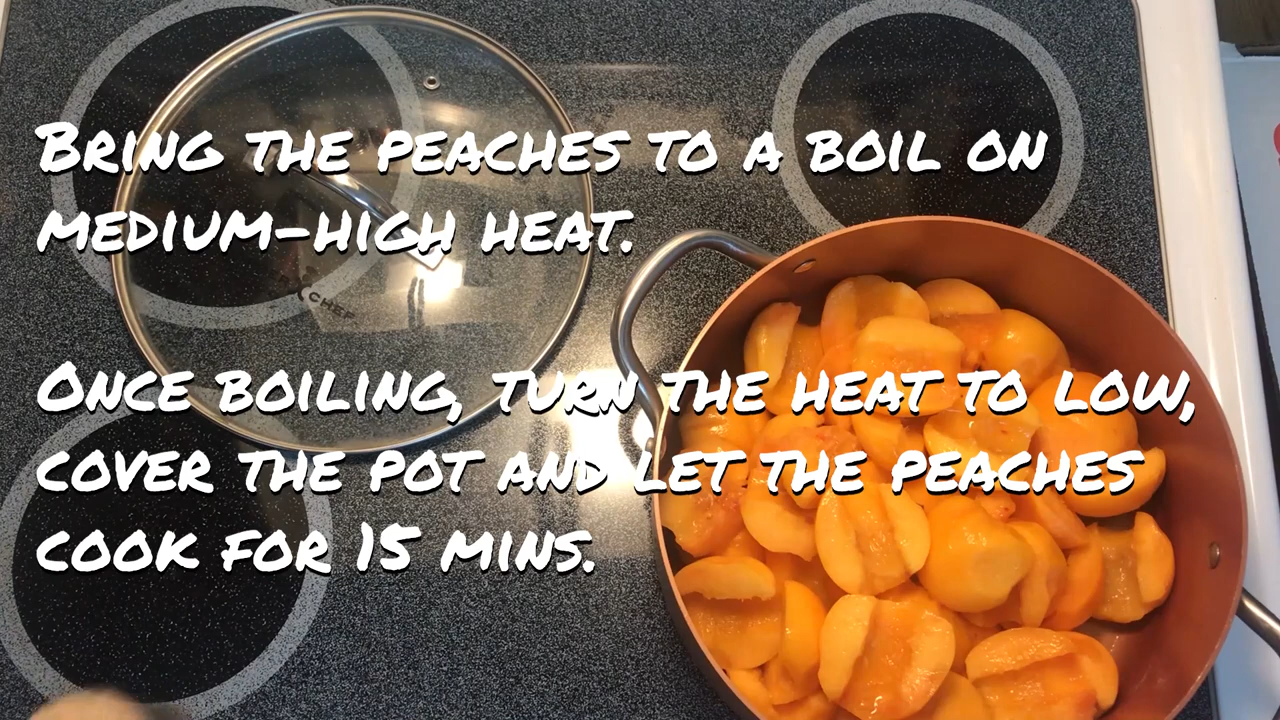 Bring the peaches to a boil on
medium-high heat.
Once boiling, turn the heat to low,
cover the pot and let the peaches
cook for 15 mins.
CHEF